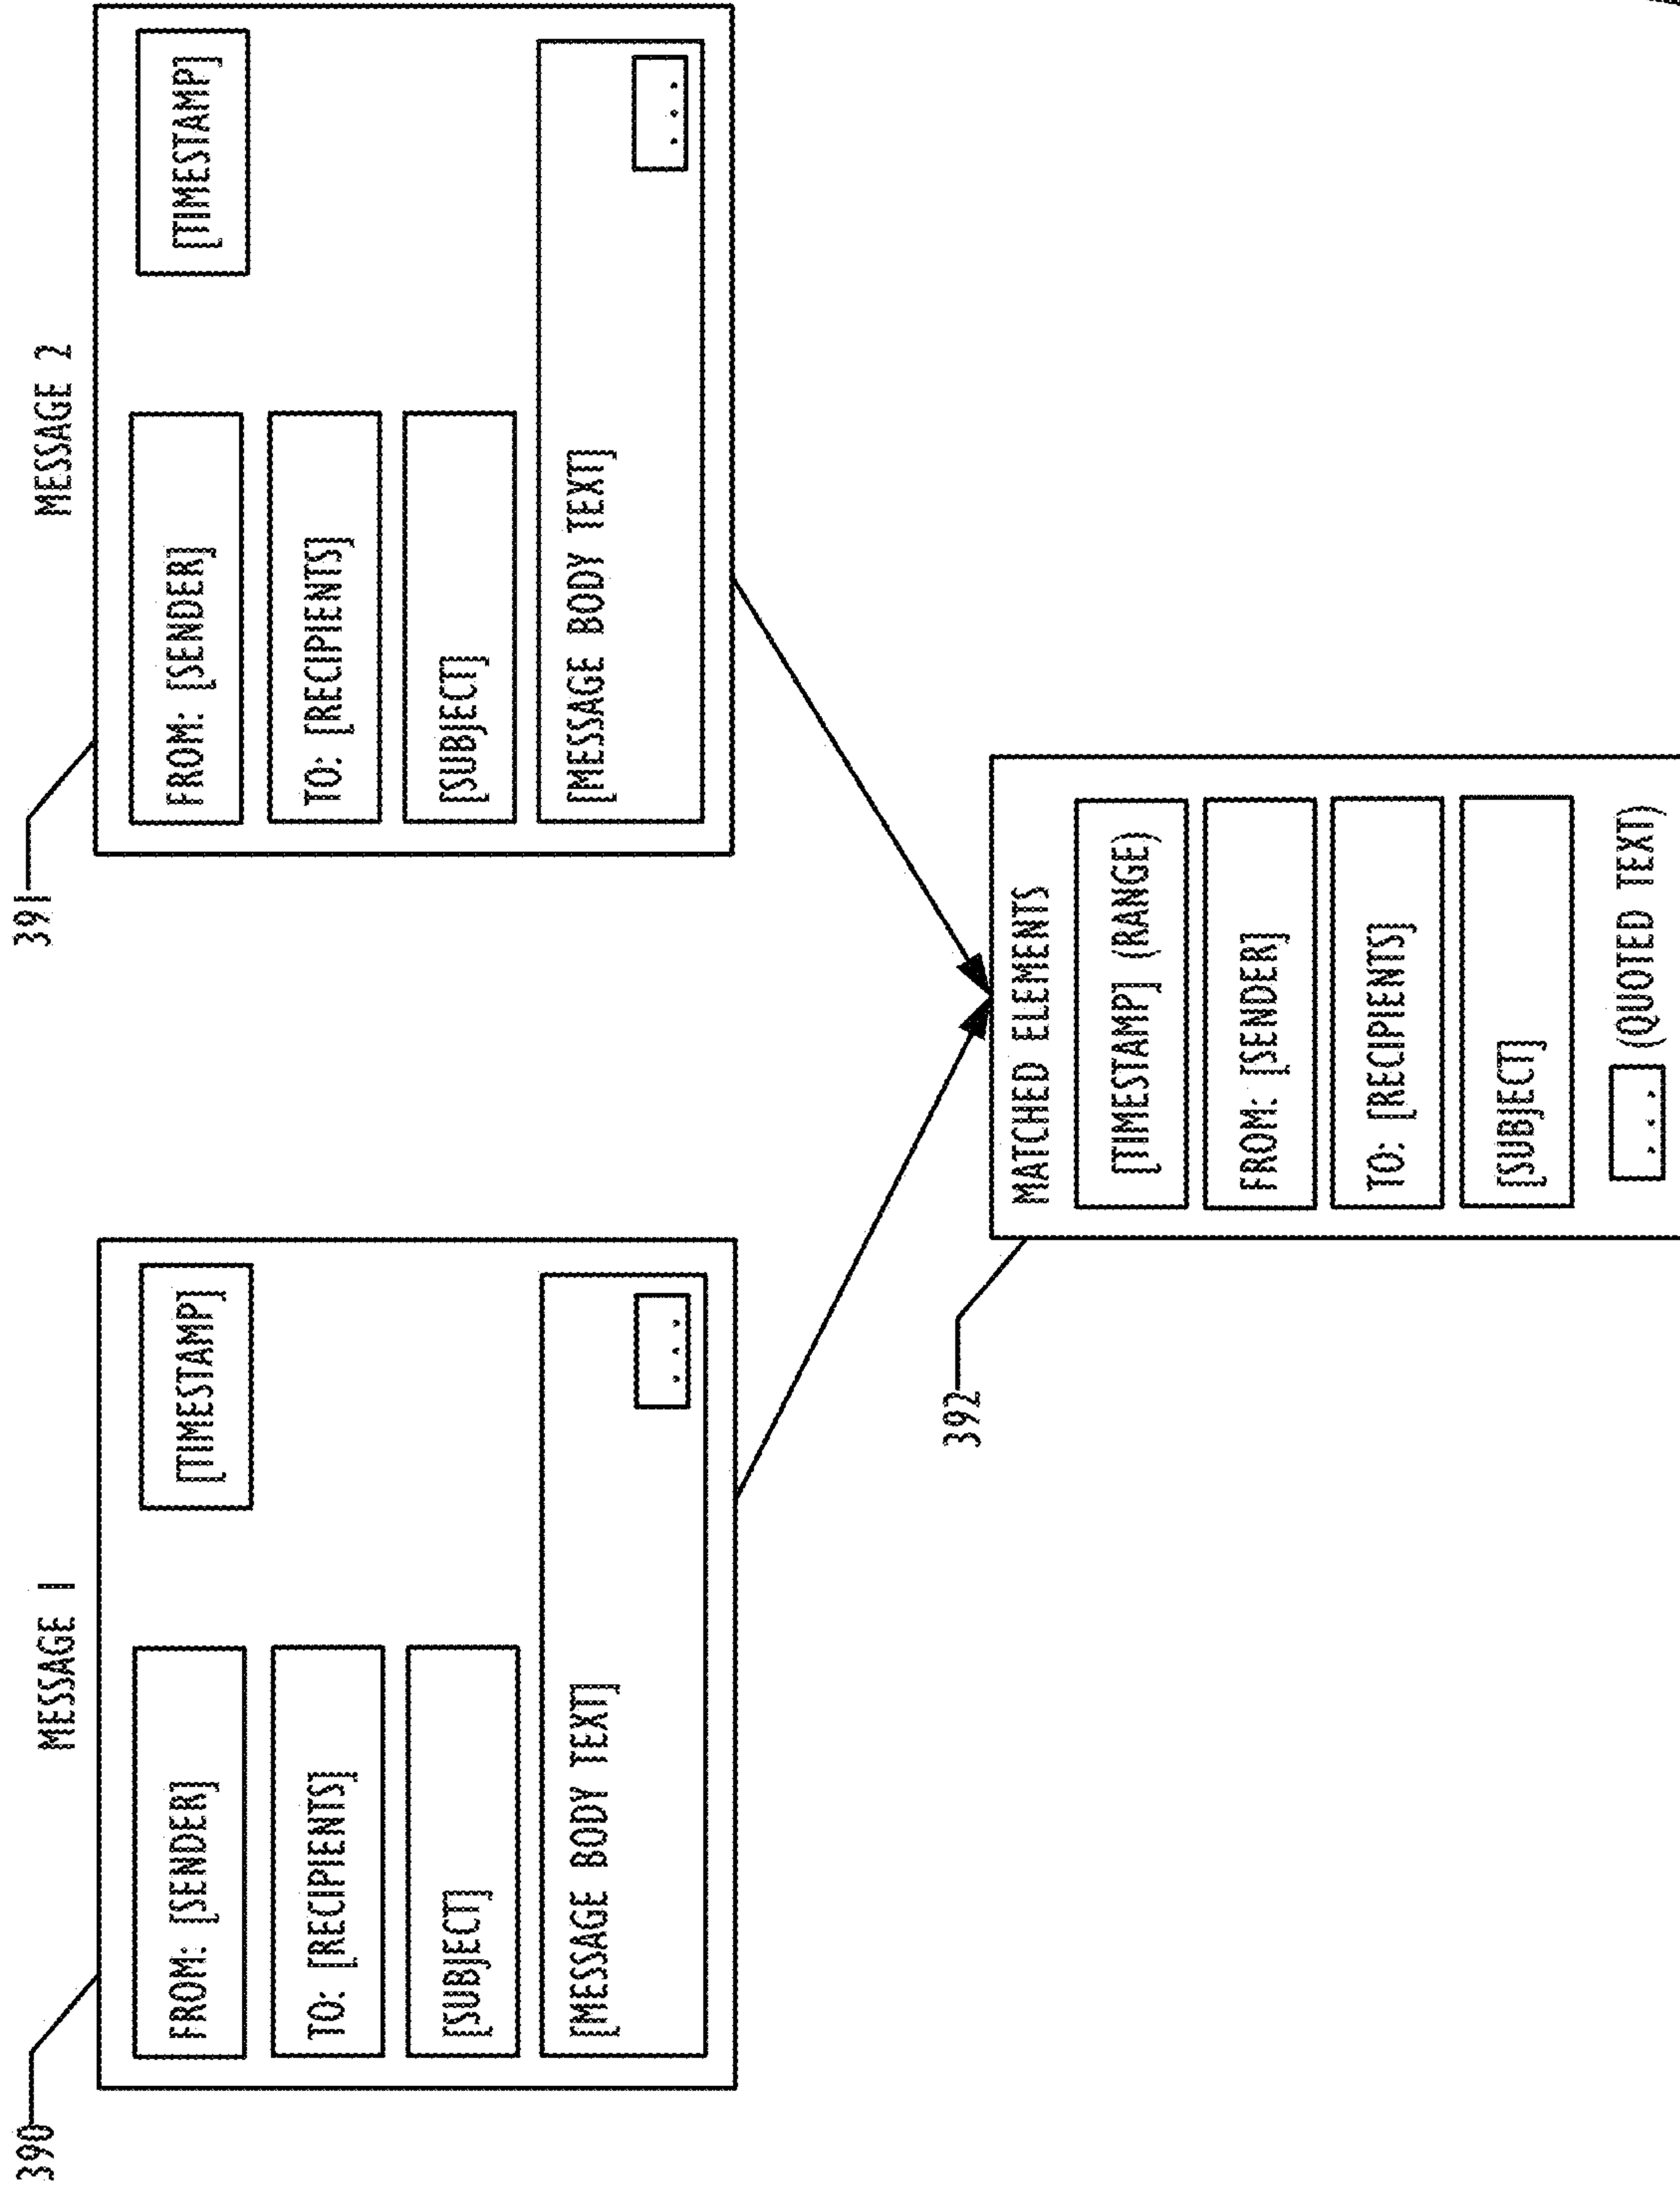 MESSAGE 1
390
FROM: [SENDER]
[TIMESTAMP]
TO: [RECIPIENTS]
[SUBJECT]
[MESSAGE BODY TEXT]
...
MESSAGE 2
391
FROM: [SENDER]
[TIMESTAMP]
TO: [RECIPIENTS]
[SUBJECT]
[MESSAGE BODY TEXT]
...
392
MATCHED ELEMENTS
[TIMESTAMP] (RANGE)
FROM: [SENDER]
TO: [RECIPIENTS]
[SUBJECT]
... (QUOTED TEXT)